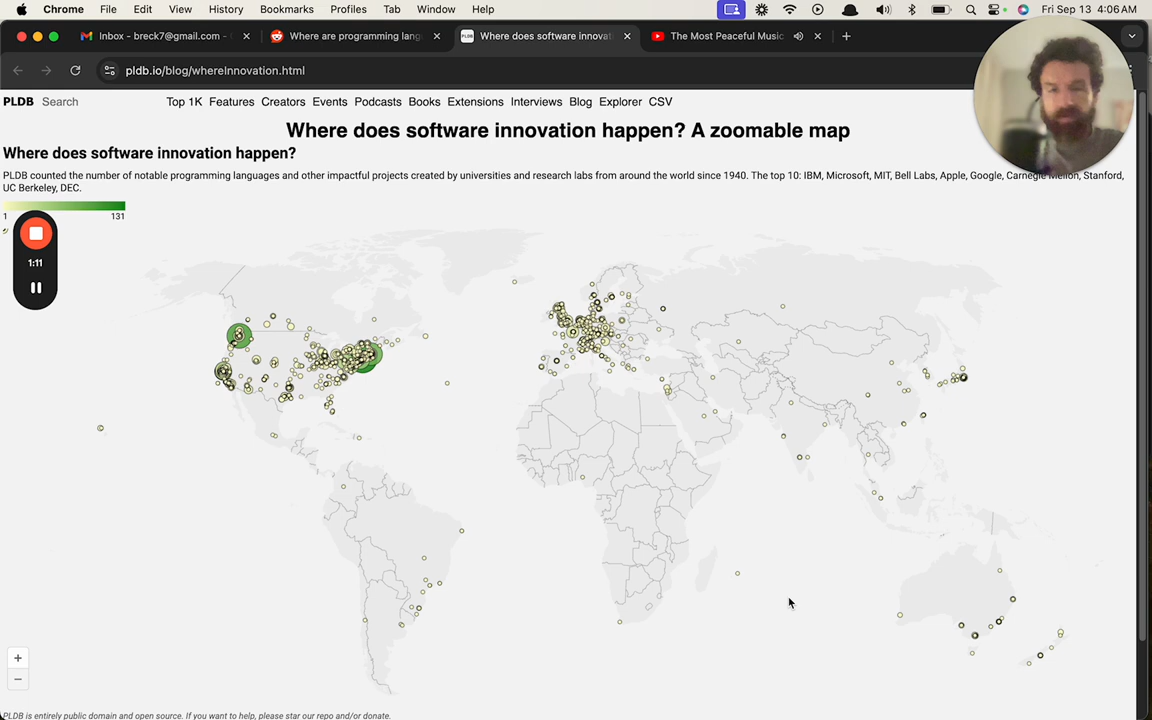 Chrome File Edit View History Bookmarks Profiles Tab Window Help Fri Sep 13 4:06 AM
Inbox - breck7@gmail.com - Where are programming lang Where does software innovat The Most Peaceful Music
pldb.io/blog/whereInnovation.html
PLDB Search Top 1K Features Creators Events Podcasts Books Extensions Interviews Blog Explorer CSV
Where does software innovation happen? A zoomable map
Where does software innovation happen?
PLDB counted the number of notable programming languages and other impactful projects created by universities and research labs from around the world since 1940. The top 10: IBM, Microsoft, MIT, Bell Labs, Apple, Google, Carnegie Mellon, Stanford,
UC Berkeley, DEC.
1 131
1:11
+
−
PLDB is entirely public domain and open source. If you want to help, please star our repo and/or donate.